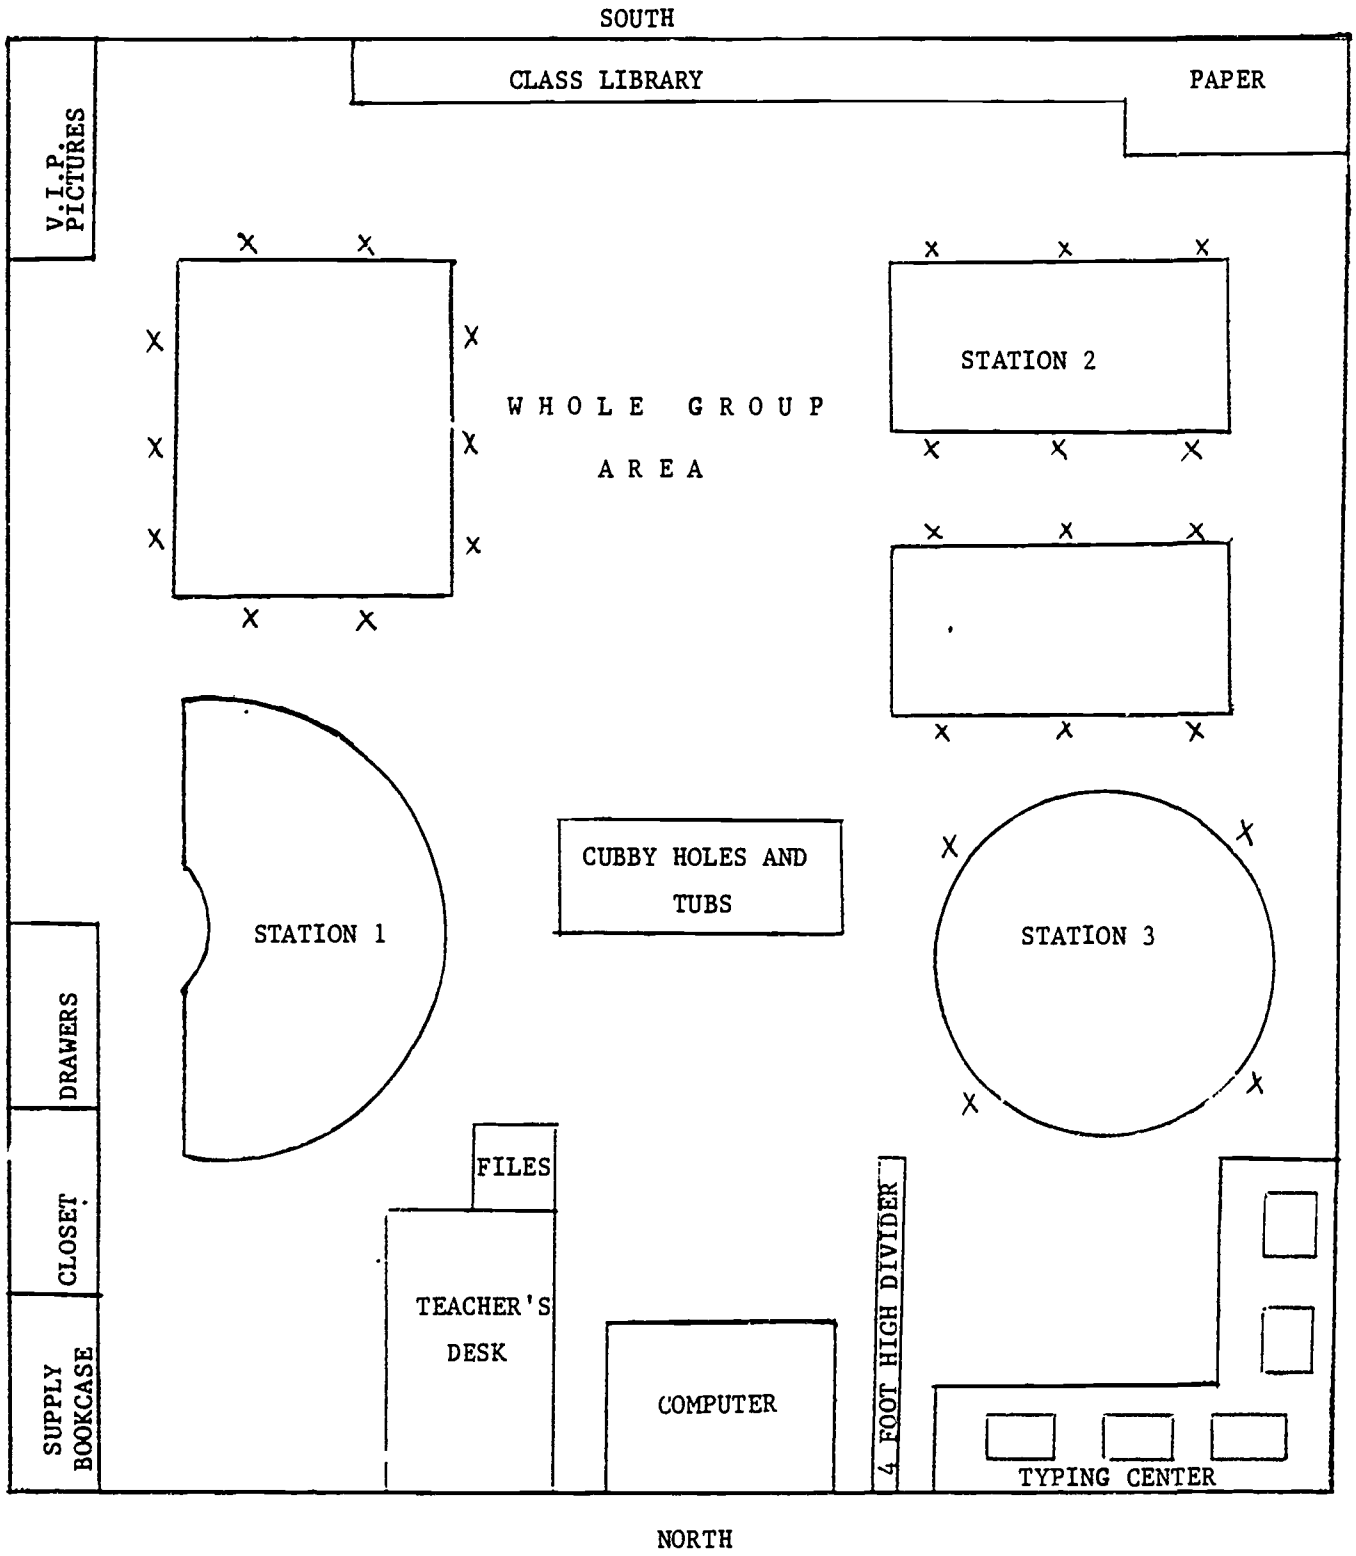 SOUTH
CLASS LIBRARY
PAPER
V.I.P.
PICTURES
X X
X X X
X X
STATION 2
WHOLE GROUP
X X
X X X
AREA
X X
X X X
X X
X X X
X X
CUBBY HOLES AND
TUBS
STATION 1
STATION 3
DRAWERS
X X
FILES
CLOSET
4 FOOT HIGH DIVIDER
TEACHER'S
DESK
COMPUTER
SUPPLY
BOOKCASE
TYPING CENTER
NORTH